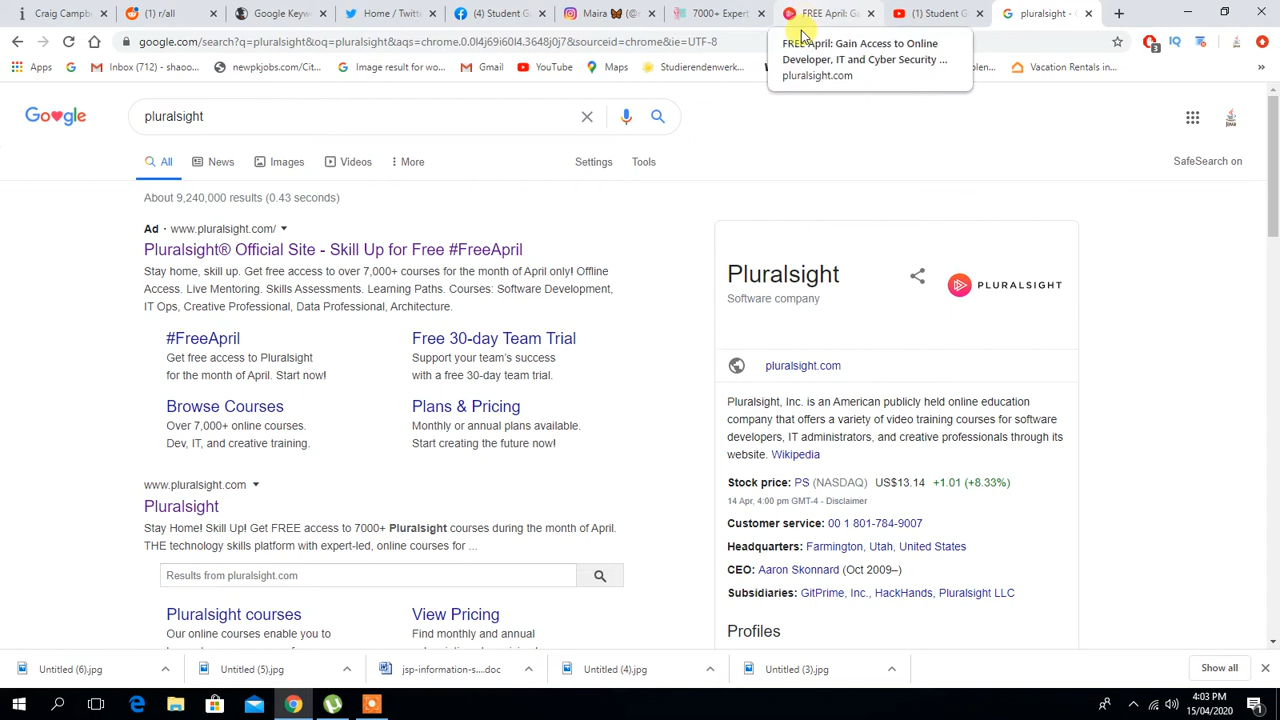 Craig Campb
(1) r/all
Google Keyw
Home / Twitte
(4) Student G
Maira (@
7000+ Expert
FREE April: Ga
(1) Student G
pluralsight -
google.com/search?q=pluralsight&oq=pluralsight&aqs=chrome.0.0l4j69i60l4.3648j0j7&sourceid=chrome&ie=UTF-8
FREE April: Gain Access to Online
Developer, IT and Cyber Security ...
pluralsight.com
Apps
Inbox (712) - shaoo...
newpkjobs.com/Cit...
Image result for wo...
Gmail
YouTube
Maps
Studentenwerk...
Vacation Rentals in...
Google
pluralsight
All
News
Images
Videos
More
Settings
Tools
SafeSearch on
About 9,240,000 results (0.43 seconds)
Ad · www.pluralsight.com/
Pluralsight® Official Site - Skill Up for Free #FreeApril
Stay home, skill up. Get free access to over 7,000+ courses for the month of April only! Offline
Access. Live Mentoring. Skills Assessments. Learning Paths. Courses: Software Development,
IT Ops, Creative Professional, Data Professional, Architecture.
#FreeApril
Get free access to Pluralsight
for the month of April. Start now!
Free 30-day Team Trial
Support your team's success
with a free 30-day team trial.
Browse Courses
Over 7,000+ online courses.
Dev, IT, and creative training.
Plans & Pricing
Monthly or annual plans available.
Start creating the future now!
www.pluralsight.com
Pluralsight
Stay Home! Skill Up! Get FREE access to 7000+ Pluralsight courses during the month of April.
THE technology skills platform with expert-led, online courses for ...
Results from pluralsight.com
Pluralsight courses
Our online courses enable you to
View Pricing
Find monthly and annual
Pluralsight
Software company
PLURALSIGHT
pluralsight.com
Pluralsight, Inc. is an American publicly held online education
company that offers a variety of video training courses for software
developers, IT administrators, and creative professionals through its
website. Wikipedia
Stock price: PS (NASDAQ) US$13.14 +1.01 (+8.33%)
14 Apr, 4:00 pm GMT-4 - Disclaimer
Customer service: 00 1 801-784-9007
Headquarters: Farmington, Utah, United States
CEO: Aaron Skonnard (Oct 2009–)
Subsidiaries: GitPrime, Inc., HackHands, Pluralsight LLC
Profiles
Untitled (6).jpg
Untitled (5).jpg
jsp-information-s....doc
Untitled (4).jpg
Untitled (3).jpg
Show all
4:03 PM
15/04/2020